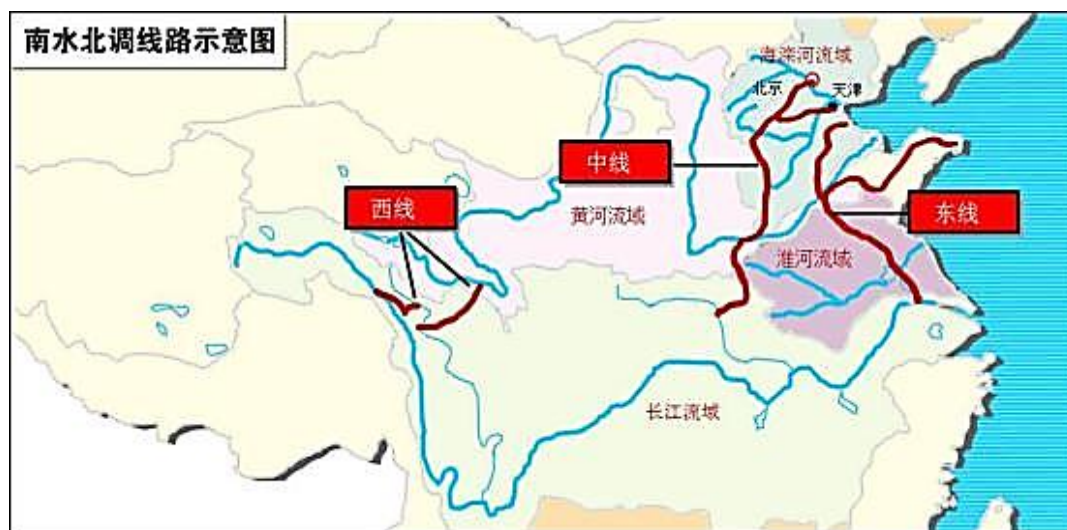 南水北调线路示意图
海滦河流域
北京
天津
中线
西线
黄河流域
东线
淮河流域
长江流域